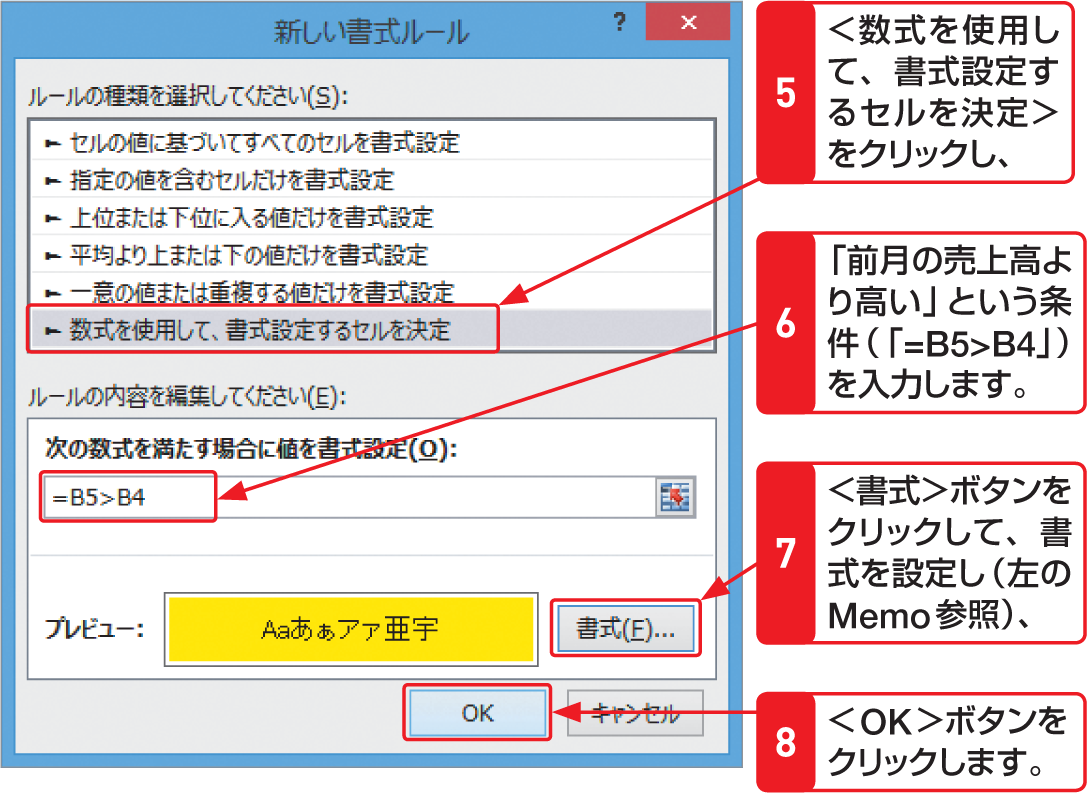 新しい書式ルール
? ×
ルールの種類を選択してください(S):
► セルの値に基づいてすべてのセルを書式設定
► 指定の値を含むセルだけを書式設定
► 上位または下位に入る値だけを書式設定
► 平均より上または下の値だけを書式設定
► 一意の値または重複する値だけを書式設定
► 数式を使用して、書式設定するセルを決定
ルールの内容を編集してください(E):
次の数式を満たす場合に値を書式設定(O):
=B5>B4
プレビュー:
Aaあぁアァ亜宇
書式(F)...
OK
キャンセル
5
<数式を使用し
て、書式設定す
るセルを決定>
をクリックし、
6
「前月の売上高よ
り高い」という条
件(「=B5>B4」)
を入力します。
7
<書式>ボタンを
クリックして、書
式を設定し(左の
Memo参照)、
8
<OK>ボタンを
クリックします。